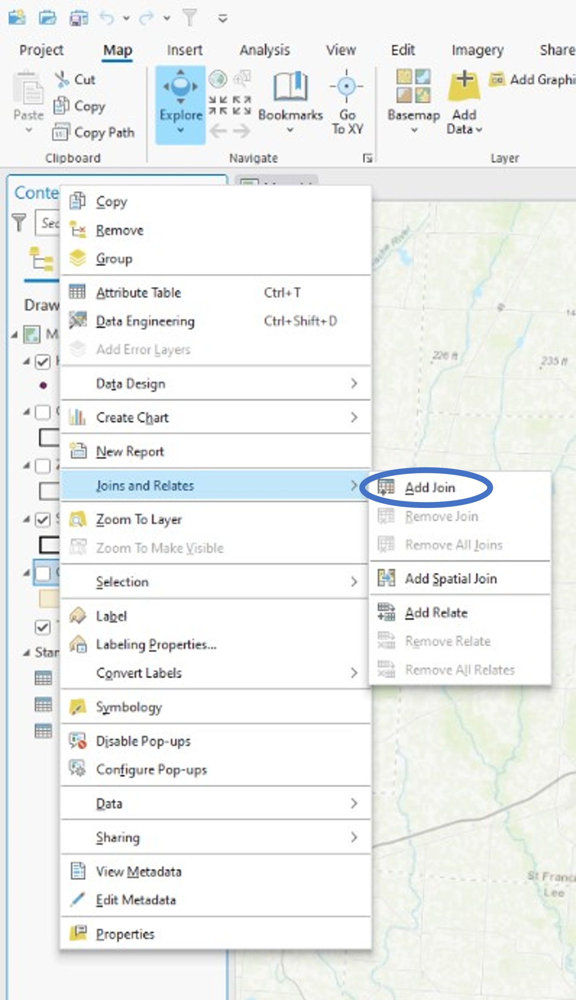 Project Map Insert Analysis View Edit Imagery Share
Paste
Cut
Copy
Copy Path
Clipboard
Explore
Bookmarks
Go
To XY
Navigate
Basemap
Add
Data
Add Graphi
Layer
Conte
Sec
Draw
M
Stan
Copy
Remove
Group
Attribute Table Ctrl+T
Data Engineering Ctrl+Shift+D
Add Error Layers
Data Design
Create Chart
New Report
Joins and Relates
Zoom To Layer
Zoom To Make Visible
Selection
Label
Labeling Properties...
Convert Labels
Symbology
Disable Pop-ups
Configure Pop-ups
Data
Sharing
View Metadata
Edit Metadata
Properties
Add Join
Remove Join
Remove All Joins
Add Spatial Join
Add Relate
Remove Relate
Remove All Relates
River
226 ft
235 ft
14
St Franc
Lee